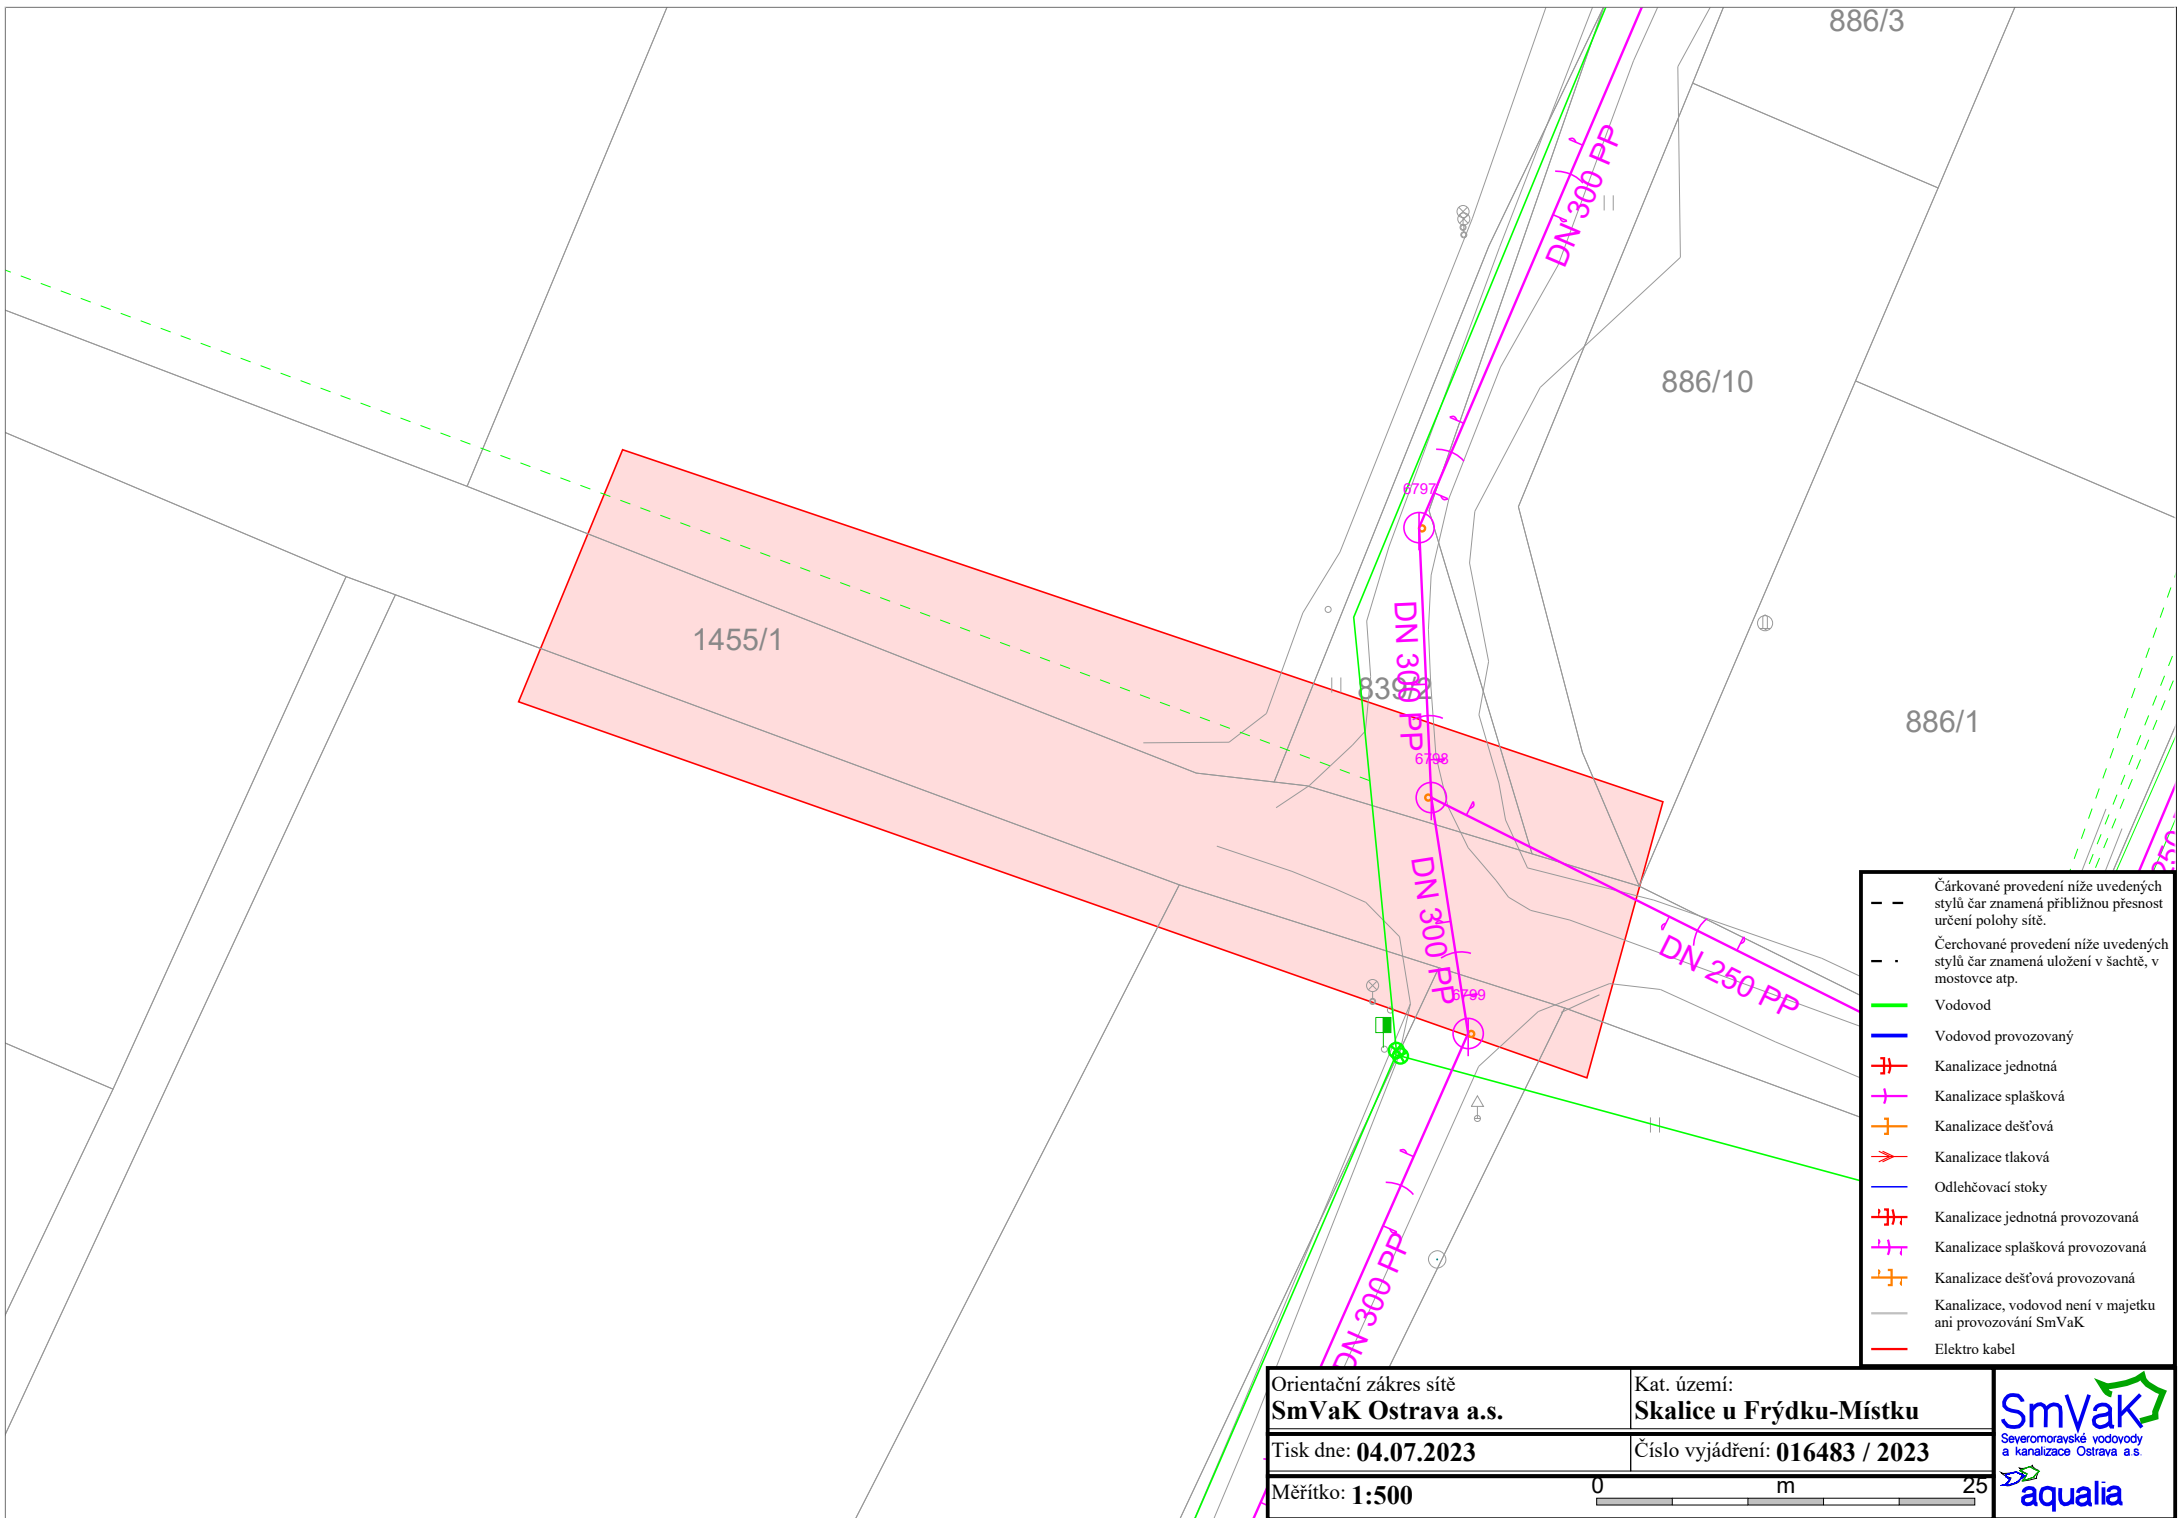 886/3
DN 300 PP
886/10
6797
DN 300 PP
1455/1
839/2
886/1
6798
DN 300 PP
DN 250 PP
6799
DN 300 PP
Čárkované provedení níže uvedených
stylů čar znamená přibližnou přesnost
určení polohy sítě.
Čerchované provedení níže uvedených
stylů čar znamená uložení v šachtě, v
mostovce atp.
Vodovod
Vodovod provozovaný
Kanalizace jednotná
Kanalizace splašková
Kanalizace dešťová
Kanalizace tlaková
Odlehčovací stoky
Kanalizace jednotná provozovaná
Kanalizace splašková provozovaná
Kanalizace dešťová provozovaná
Kanalizace, vodovod není v majetku
ani provozování SmVaK
Elektro kabel
Orientační zákres sítě
SmVaK Ostrava a.s.
Kat. území:
Skalice u Frýdku-Místku
Tisk dne: 04.07.2023
Číslo vyjádření: 016483 / 2023
Měřítko: 1:500
0 m 25
SmVaK
Severomoravské vodovody
a kanalizace Ostrava a.s.
aqualia